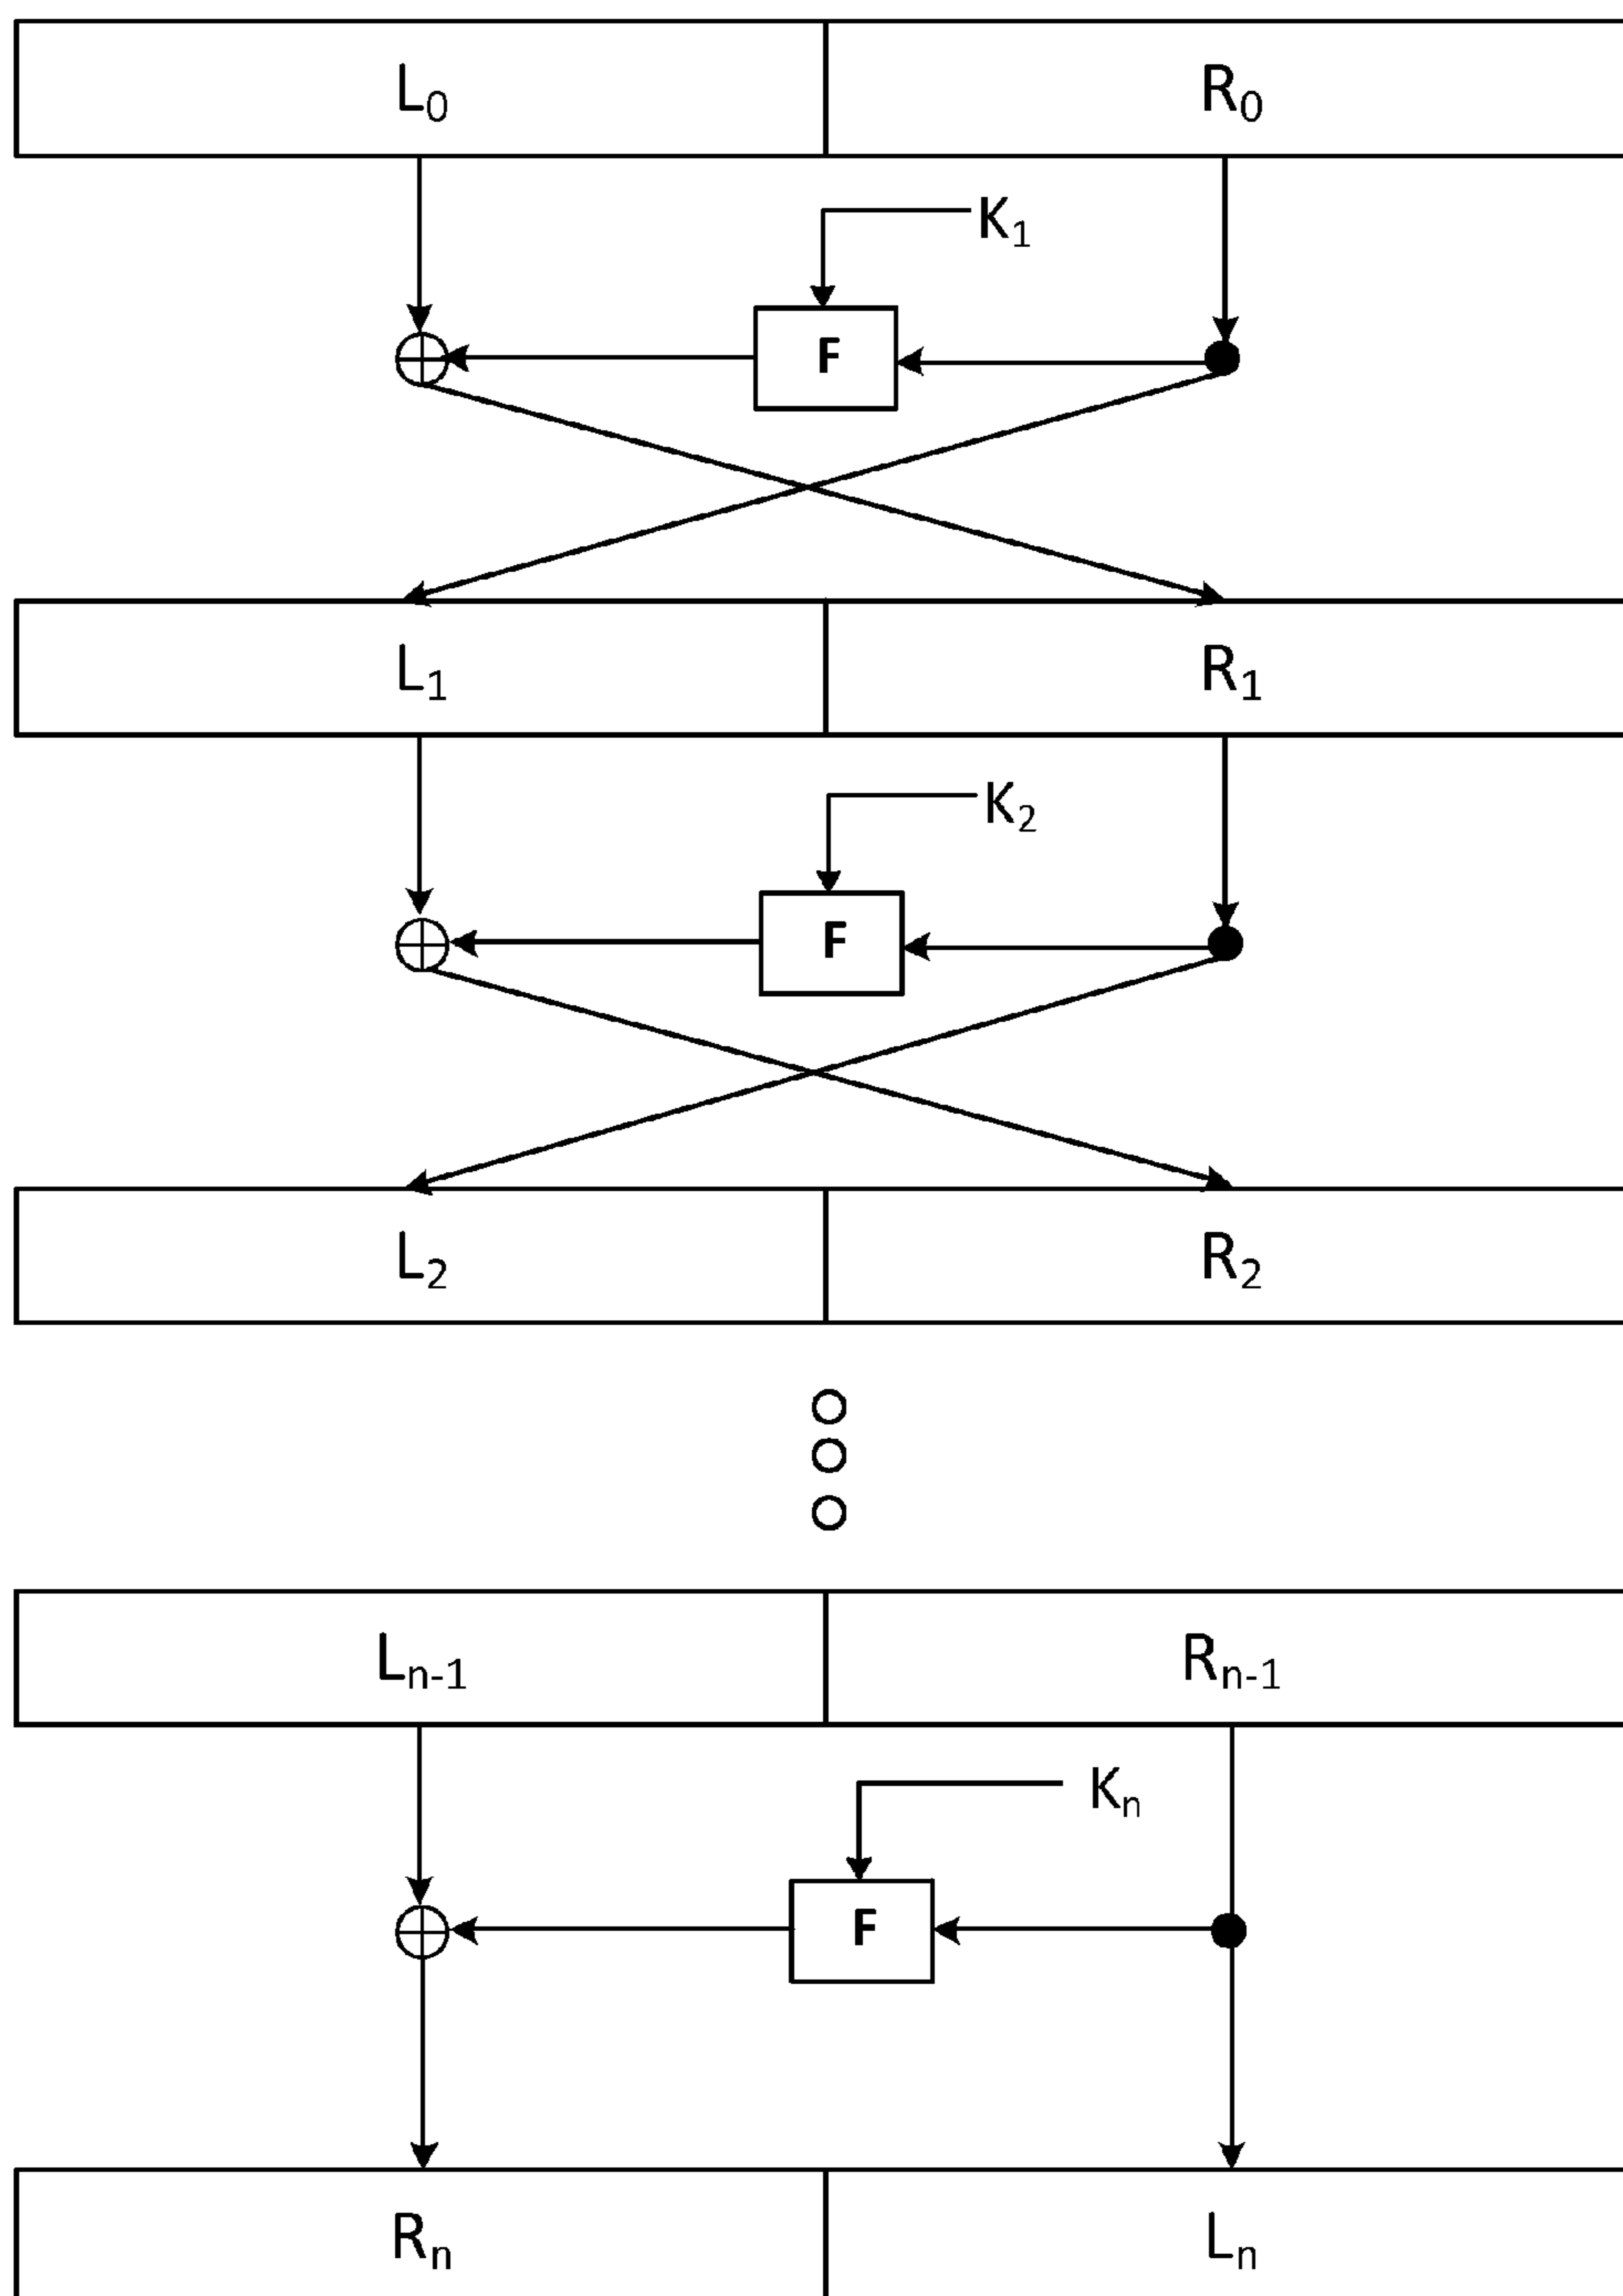 L₀ R₀
K₁
F
L₁ R₁
K₂
F
L₂ R₂
Lₙ₋₁ Rₙ₋₁
Kₙ
F
Rₙ Lₙ